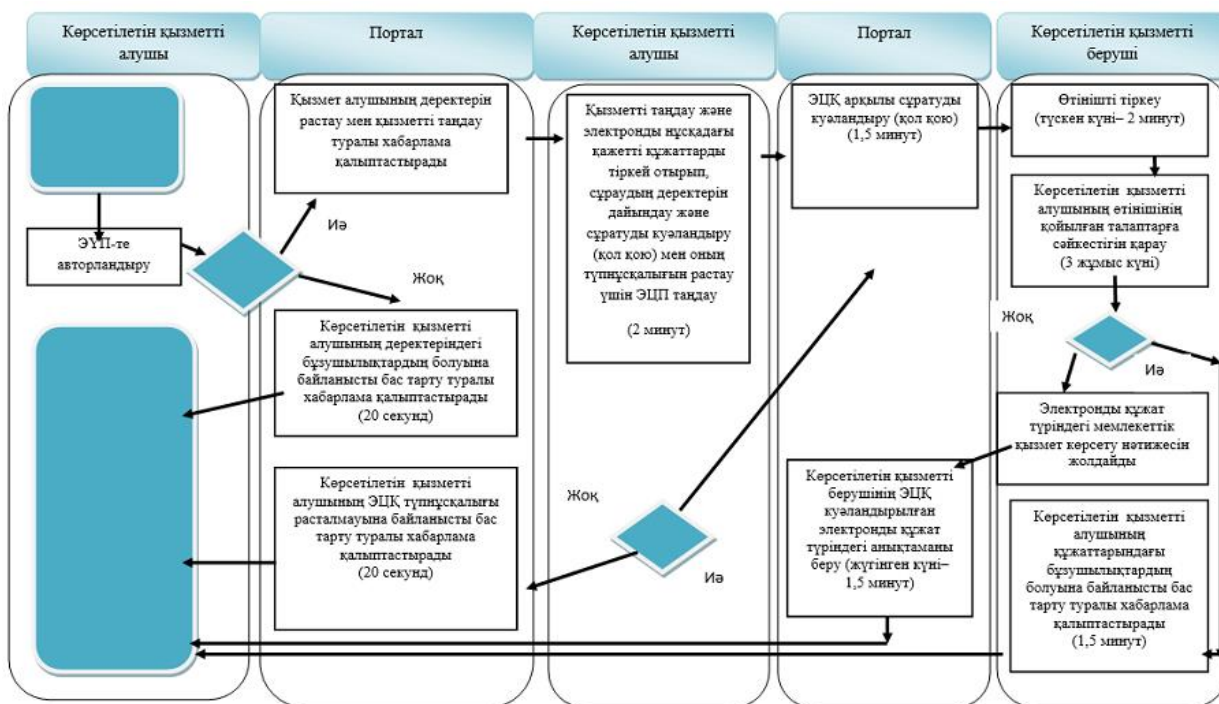 Көрсетілетін қызметті
алушы
Портал
Көрсетілетін қызметті
алушы
Портал
Көрсетілетін қызметті
беруші
ЭҮП-те
авторландыру
Қызмет алушының деректерін
растау мен қызметті таңдау
туралы хабарлама
қалыптастырады
Иә
Жоқ
Көрсетілетін қызметті
алушының деректеріндегі
бұзушылықтардың болуына
байланысты бас тарту туралы
хабарлама қалыптастырады
(20 секунд)
Көрсетілетін қызметті
алушының ЭЦҚ түпнұсқалығы
расталмауына байланысты бас
тарту туралы хабарлама
қалыптастырады
(20 секунд)
Қызметті таңдау және
электронды нұсқадағы
қажетті құжаттарды
тіркей отырып,
сұраудың деректерін
дайындау және
сұратуды куәландыру
(қол қою) мен оның
түпнұсқалығын растау
үшін ЭЦП таңдау
(2 минут)
Жоқ
Иә
ЭЦҚ арқылы сұратуды
куәландыру (қол қою)
(1,5 минут)
Көрсетілетін қызметті
берушінің ЭЦҚ
куәландырылған
электронды құжат
түріндегі анықтаманы
беру (жүгінген күні–
1,5 минут)
Өтінішті тіркеу
(түскен күні– 2 минут)
Көрсетілетін қызметті
алушының өтінішінің
қойылған талаптарға
сәйкестігін қарау
(3 жұмыс күні)
Жоқ
Иә
Электронды құжат
түріндегі мемлекеттік
қызмет көрсету нәтижесін
жолдайды
Көрсетілетін қызметті
алушының
құжаттарындағы
бұзушылықтардың
болуына байланысты бас
тарту туралы хабарлама
қалыптастырады
(1,5 минут)